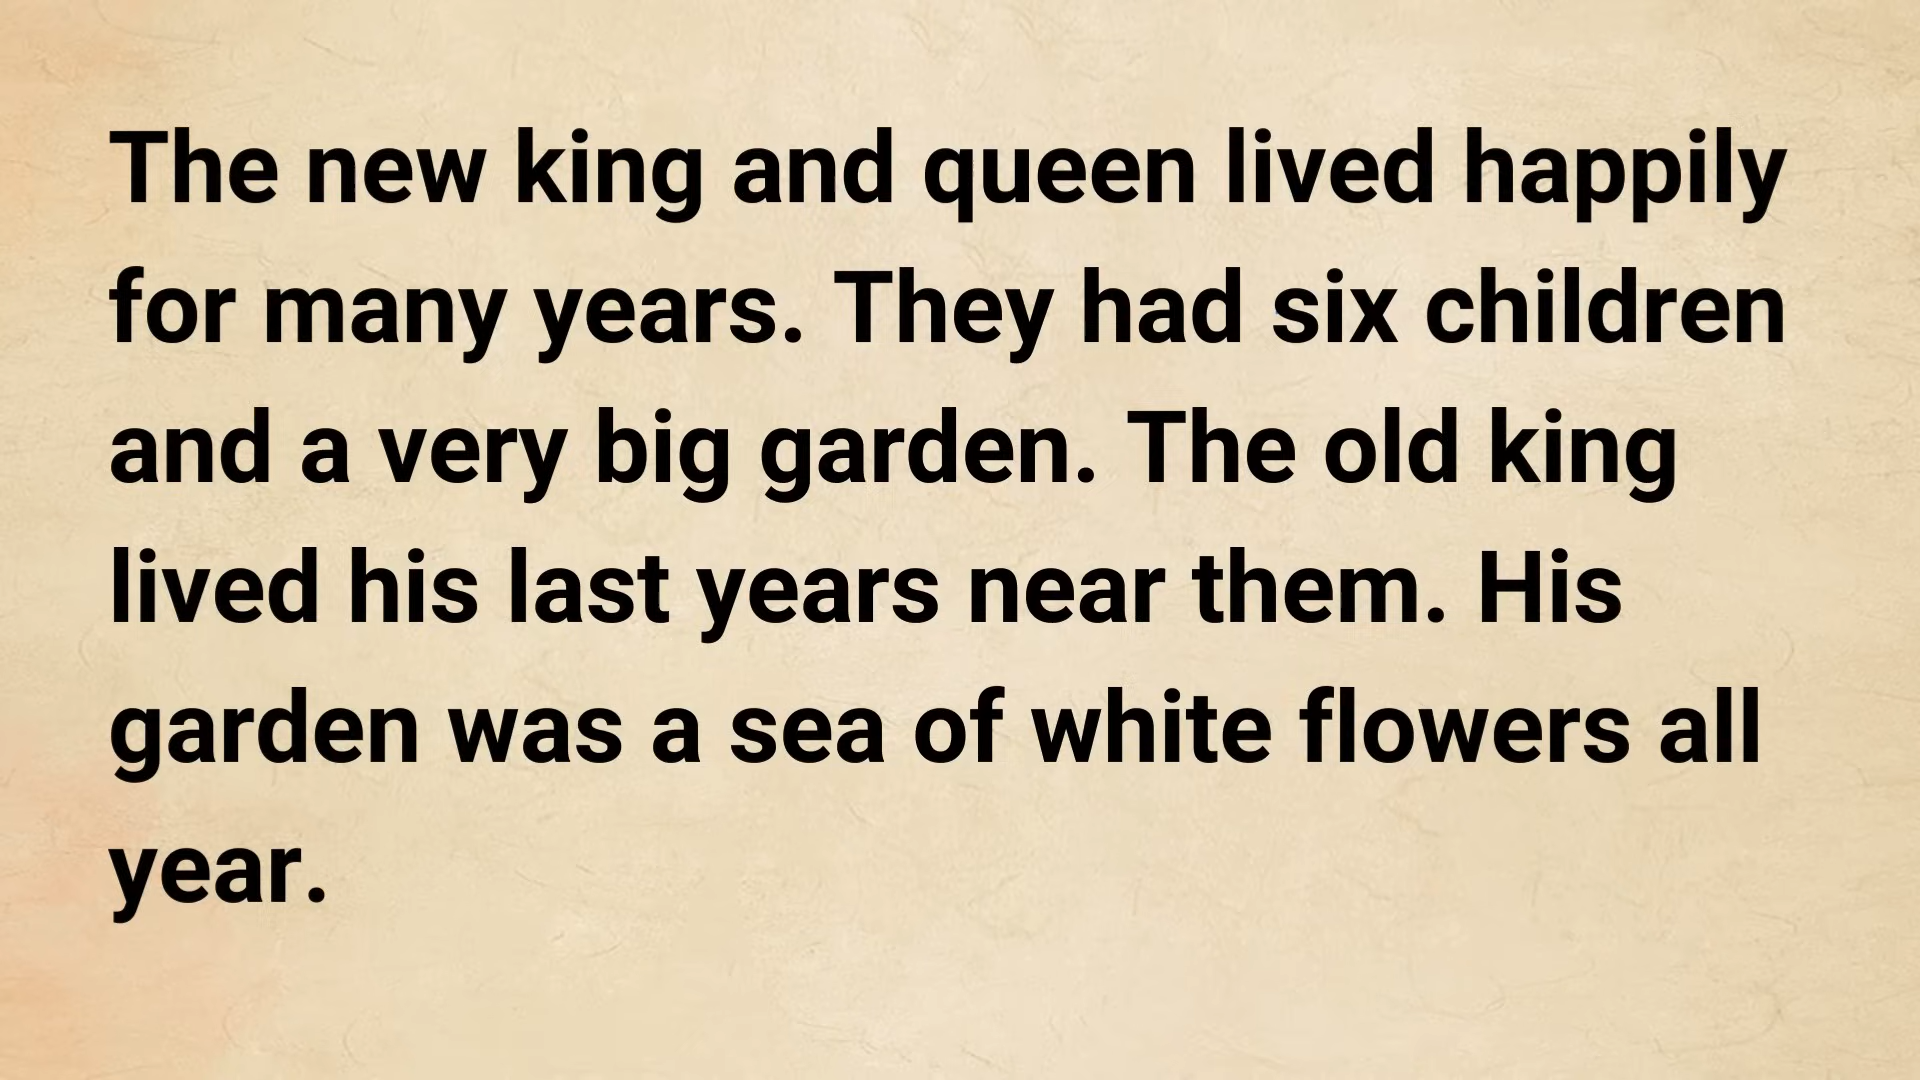 The new king and queen lived happily
for many years. They had six children
and a very big garden. The old king
lived his last years near them. His
garden was a sea of white flowers all
year.